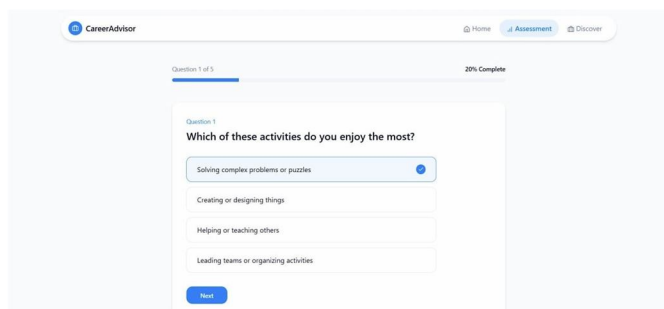 CareerAdvisor Home Assessment Discover
Question 1 of 5 20% Complete
Question 1
Which of these activities do you enjoy the most?
Solving complex problems or puzzles
Creating or designing things
Helping or teaching others
Leading teams or organizing activities
Next